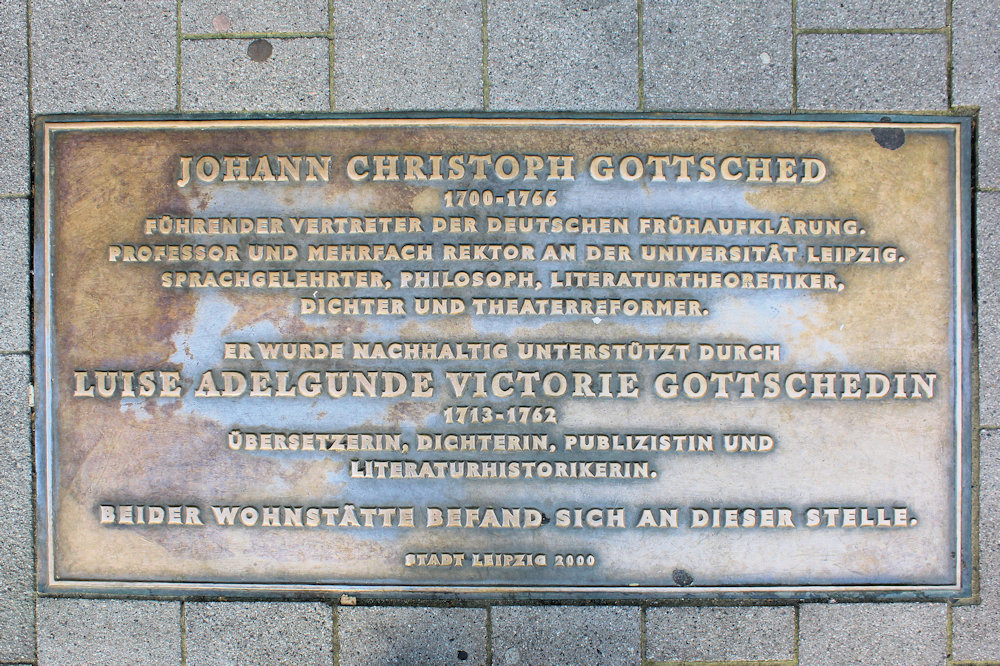 JOHANN CHRISTOPH GOTTSCHED
1700-1766
FÜHRENDER VERTRETER DER DEUTSCHEN FRÜHAUFKLÄRUNG.
PROFESSOR UND MEHRFACH REKTOR AN DER UNIVERSITÄT LEIPZIG.
SPRACHGELEHRTER, PHILOSOPH, LITERATURTHEORETIKER,
DICHTER UND THEATERREFORMER.
ER WURDE NACHHALTIG UNTERSTÜTZT DURCH
LUISE ADELGUNDE VICTORIE GOTTSCHEDIN
1713-1762
ÜBERSETZERIN, DICHTERIN, PUBLIZISTIN UND
LITERATURHISTORIKERIN.
BEIDER WOHNSTÄTTE BEFAND SICH AN DIESER STELLE.
STADT LEIPZIG 2000